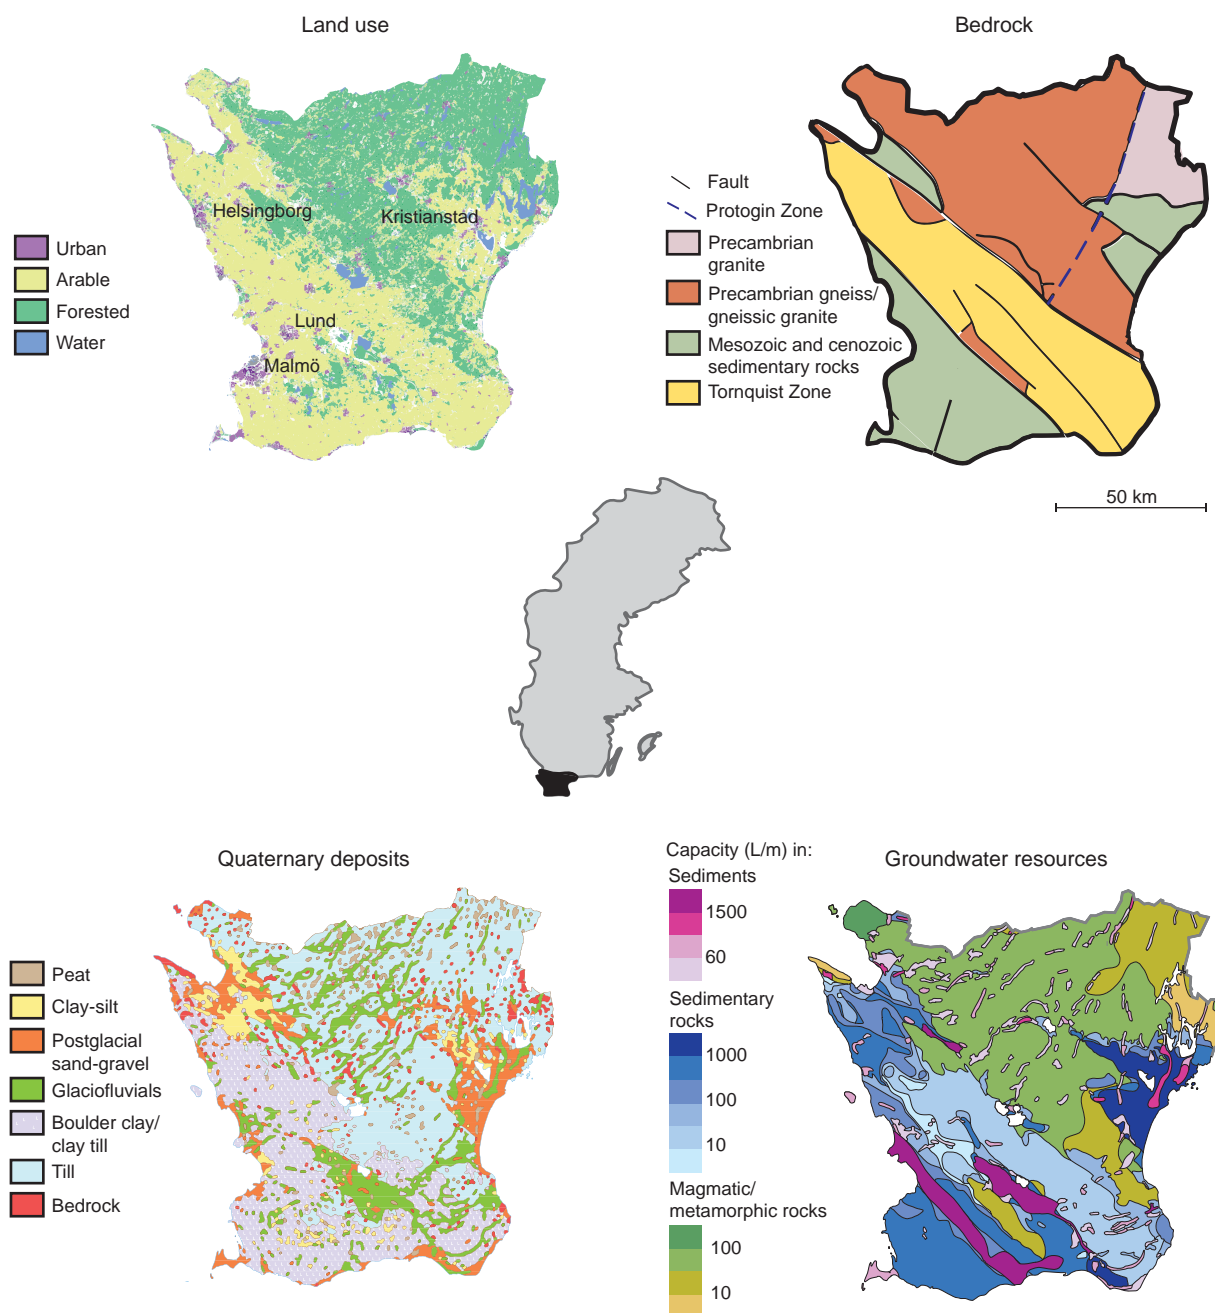 Land use
Helsingborg
Kristianstad
Lund
Malmö
Urban
Arable
Forested
Water
Bedrock
Fault
Protogin Zone
Precambrian
granite
Precambrian gneiss/
gneissic granite
Mesozoic and cenozoic
sedimentary rocks
Tornquist Zone
50 km
Quaternary deposits
Peat
Clay-silt
Postglacial
sand-gravel
Glaciofluvials
Boulder clay/
clay till
Till
Bedrock
Groundwater resources
Capacity (L/m) in:
Sediments
1500
60
Sedimentary
rocks
1000
100
10
Magmatic/
metamorphic rocks
100
10